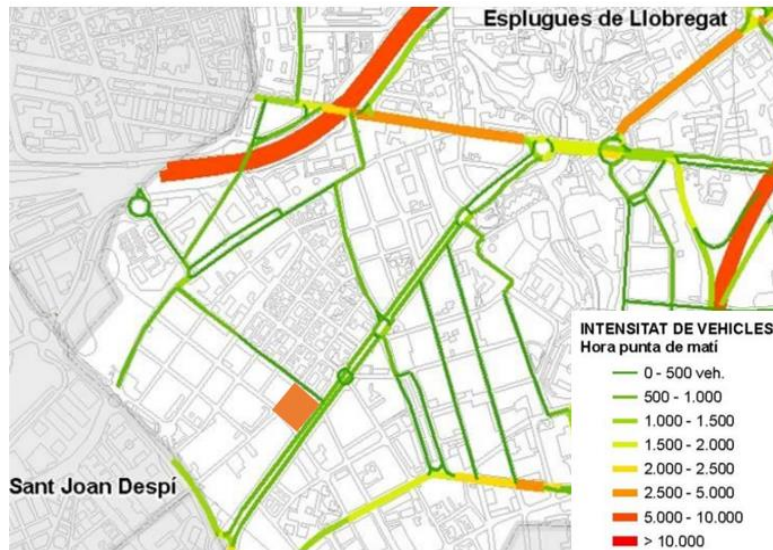 Esplugues de Llobregat
INTENSITAT DE VEHICLES
Hora punta de matí
0 - 500 veh.
500 - 1.000
1.000 - 1.500
1.500 - 2.000
2.000 - 2.500
2.500 - 5.000
5.000 - 10.000
> 10.000
Sant Joan Despí